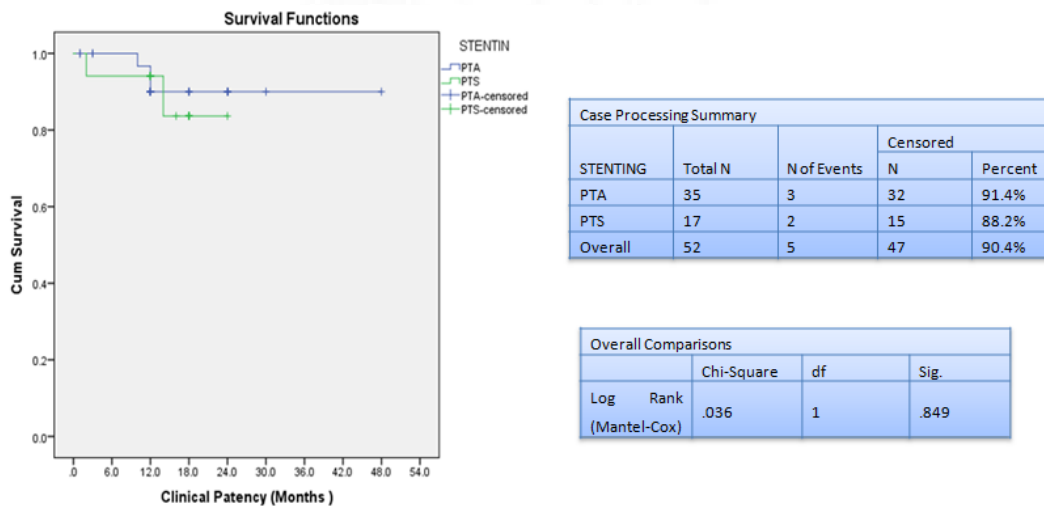 Survival Functions
STENTIN
PTA
PTS
PTA-censored
PTS-censored
1.0
0.8
0.6
0.4
0.2
0.0
Cum Survival
.0 6.0 12.0 18.0 24.0 30.0 36.0 42.0 48.0 54.0
Clinical Patency (Months )
Case Processing Summary
Censored
STENTING Total N N of Events N Percent
PTA 35 3 32 91.4%
PTS 17 2 15 88.2%
Overall 52 5 47 90.4%
Overall Comparisons
Chi-Square df Sig.
Log Rank
(Mantel-Cox) .036 1 .849